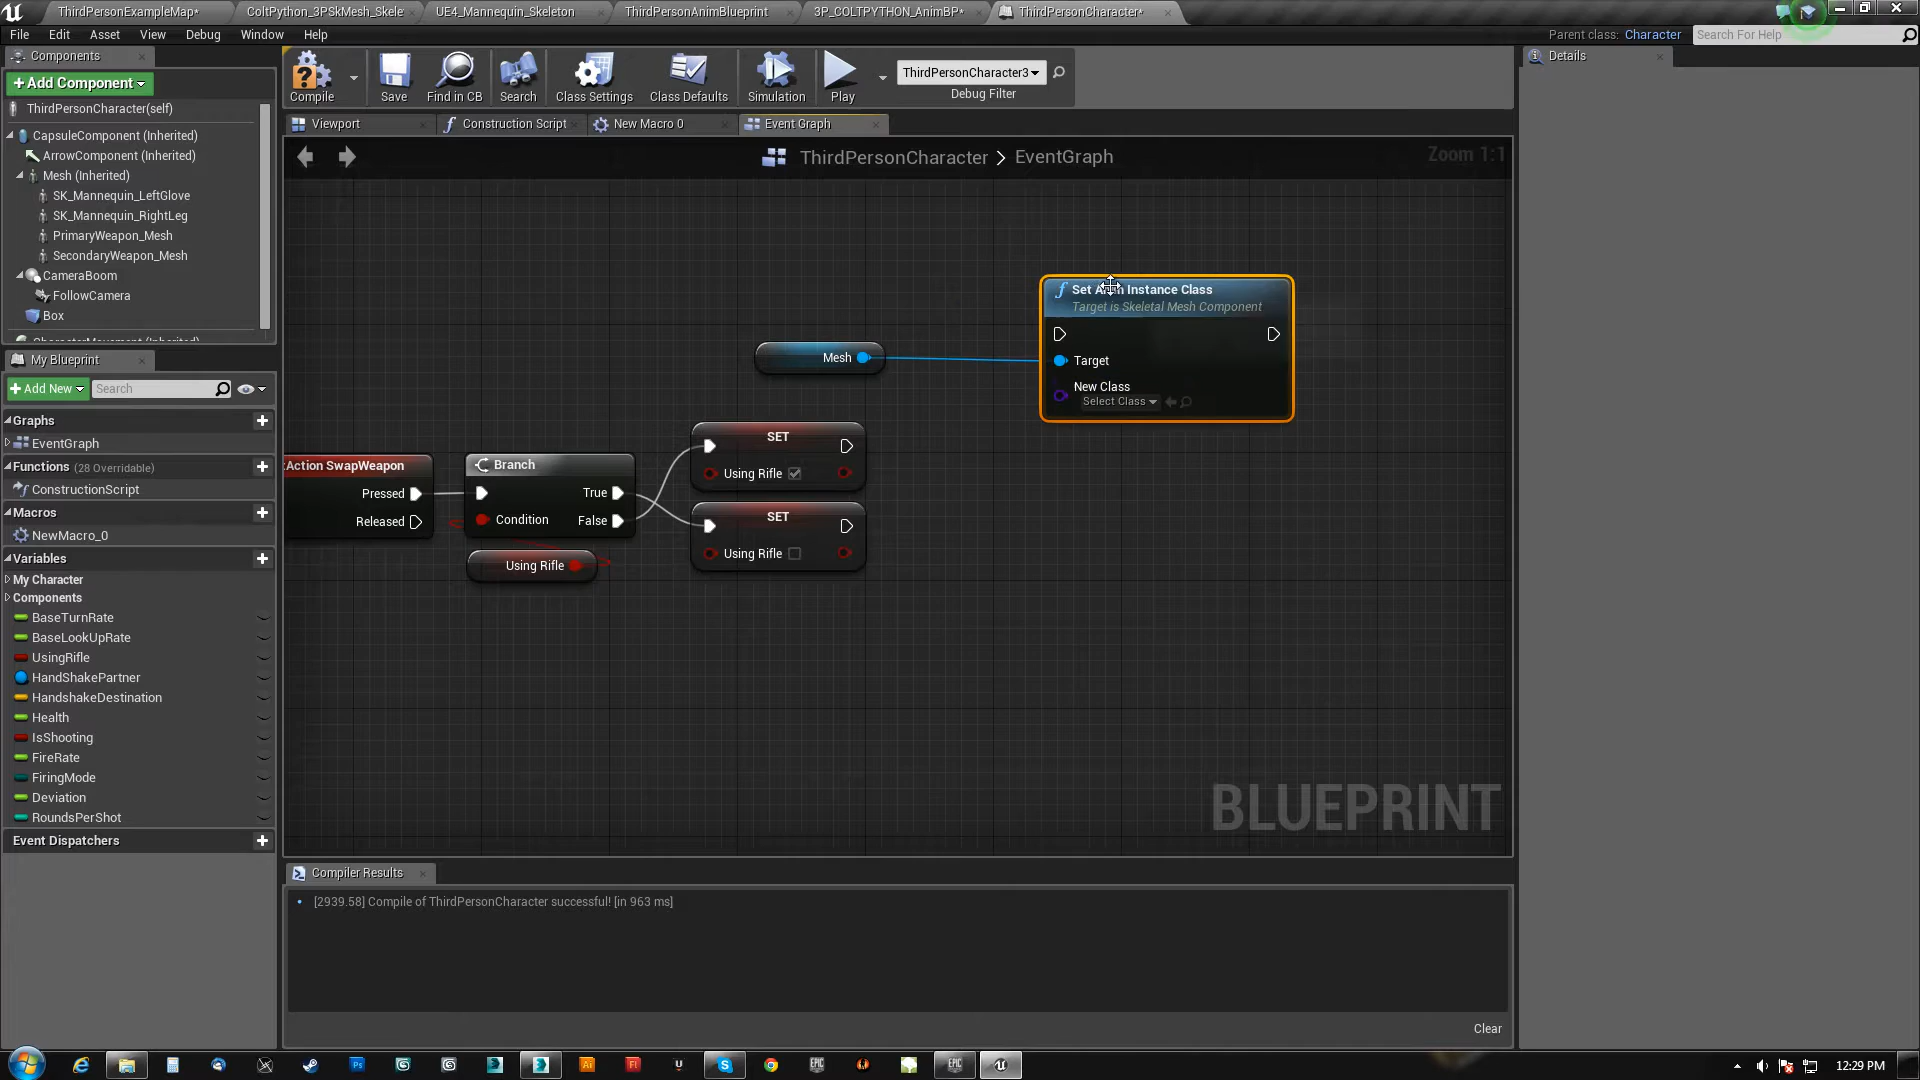 ThirdPersonExampleMap*
ColtPython_3PSkMesh_Skele
UE4_Mannequin_Skeleton
ThirdPersonAnimBlueprint
3P_COLTPYTHON_AnimBP*
ThirdPersonCharacter*
File Edit Asset View Debug Window Help
Parent class: Character
Search For Help
Components
+Add Component
ThirdPersonCharacter(self)
CapsuleComponent (Inherited)
ArrowComponent (Inherited)
Mesh (Inherited)
SK_Mannequin_LeftGlove
SK_Mannequin_RightLeg
PrimaryWeapon_Mesh
SecondaryWeapon_Mesh
CameraBoom
FollowCamera
Box
My Blueprint
+Add New
Search
Graphs
EventGraph
Functions (28 Overridable)
ConstructionScript
Macros
NewMacro_0
Variables
My Character
Components
BaseTurnRate
BaseLookUpRate
UsingRifle
HandShakePartner
HandshakeDestination
Health
IsShooting
FireRate
FiringMode
Deviation
RoundsPerShot
Event Dispatchers
Compile
Save
Find in CB
Search
Class Settings
Class Defaults
Simulation
Play
ThirdPersonCharacter3
Debug Filter
Viewport
Construction Script
New Macro 0
Event Graph
ThirdPersonCharacter > EventGraph
Zoom 1:1
Set Anim Instance Class
Target is Skeletal Mesh Component
Target
New Class
Select Class
Mesh
Action SwapWeapon
Pressed
Released
Branch
True
Condition
False
Using Rifle
SET
Using Rifle
SET
Using Rifle
BLUEPRINT
Compiler Results
• [2939.58] Compile of ThirdPersonCharacter successful! [in 963 ms]
Clear
Details
12:29 PM